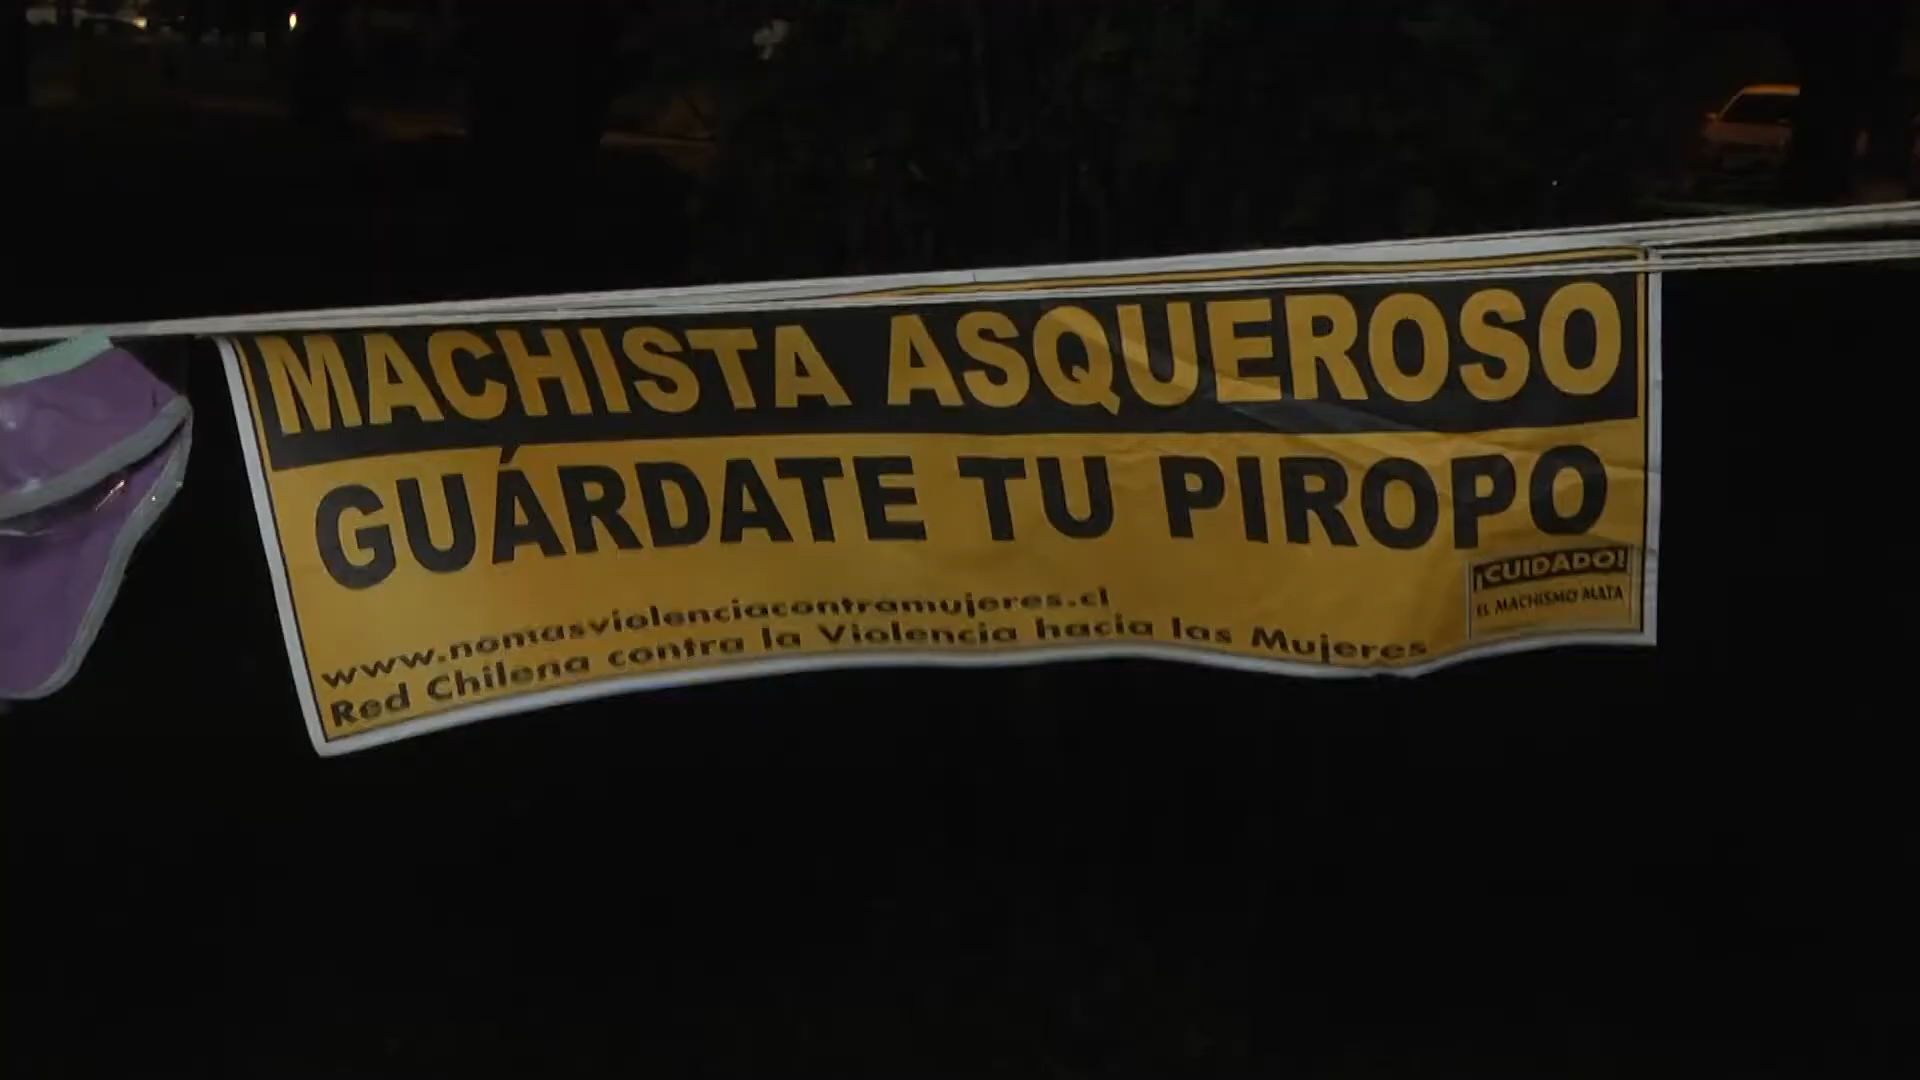 MACHISTA ASQUEROSO
GUÁRDATE TU PIROPO
¡CUIDADO!
EL MACHISMO MATA
www.nomasviolenciacontramujeres.cl
Red Chilena contra la Violencia hacia las Mujeres